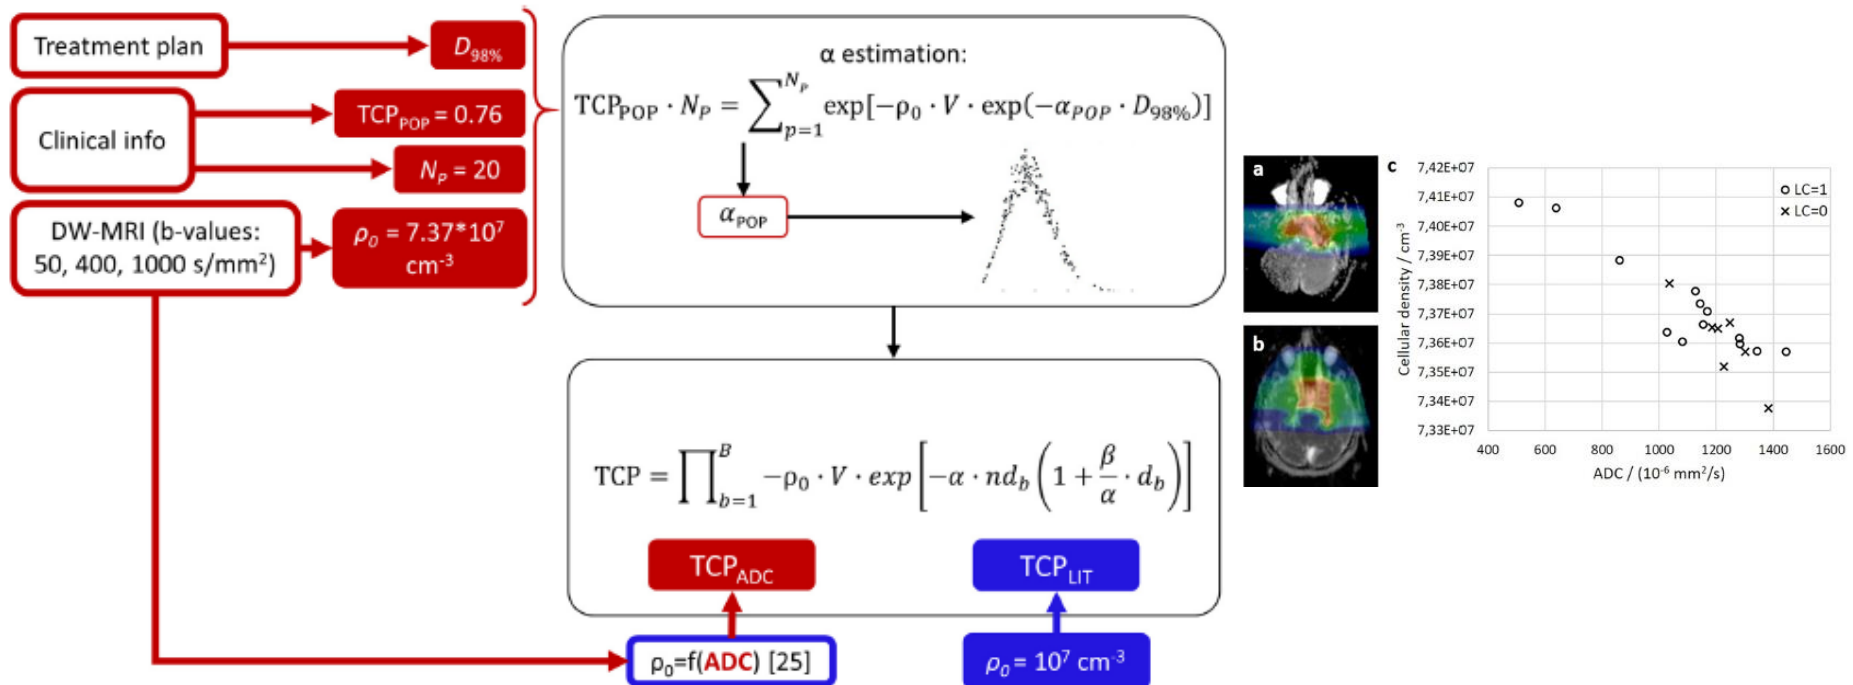 Treatment plan
D98%
Clinical info
TCPPOP = 0.76
NP = 20
DW-MRI (b-values:
50, 400, 1000 s/mm²)
ρ0 = 7.37*10⁷
cm⁻³
α estimation:
TCPPOP · NP = ∑p=1NP exp[−ρ0 · V · exp(−αPOP · D98%)]
αPOP
TCP = ∏b=1B −ρ0 · V · exp[−α · ndb (1 + β/α · db)]
TCPADC
TCPLIT
ρ0=f(ADC) [25]
ρ0 = 10⁷ cm⁻³
a
b
c
Cellular density / cm⁻³
7,42E+07
7,41E+07
7,40E+07
7,39E+07
7,38E+07
7,37E+07
7,36E+07
7,35E+07
7,34E+07
7,33E+07
LC=1
LC=0
400 600 800 1000 1200 1400 1600
ADC / (10⁻⁶ mm²/s)